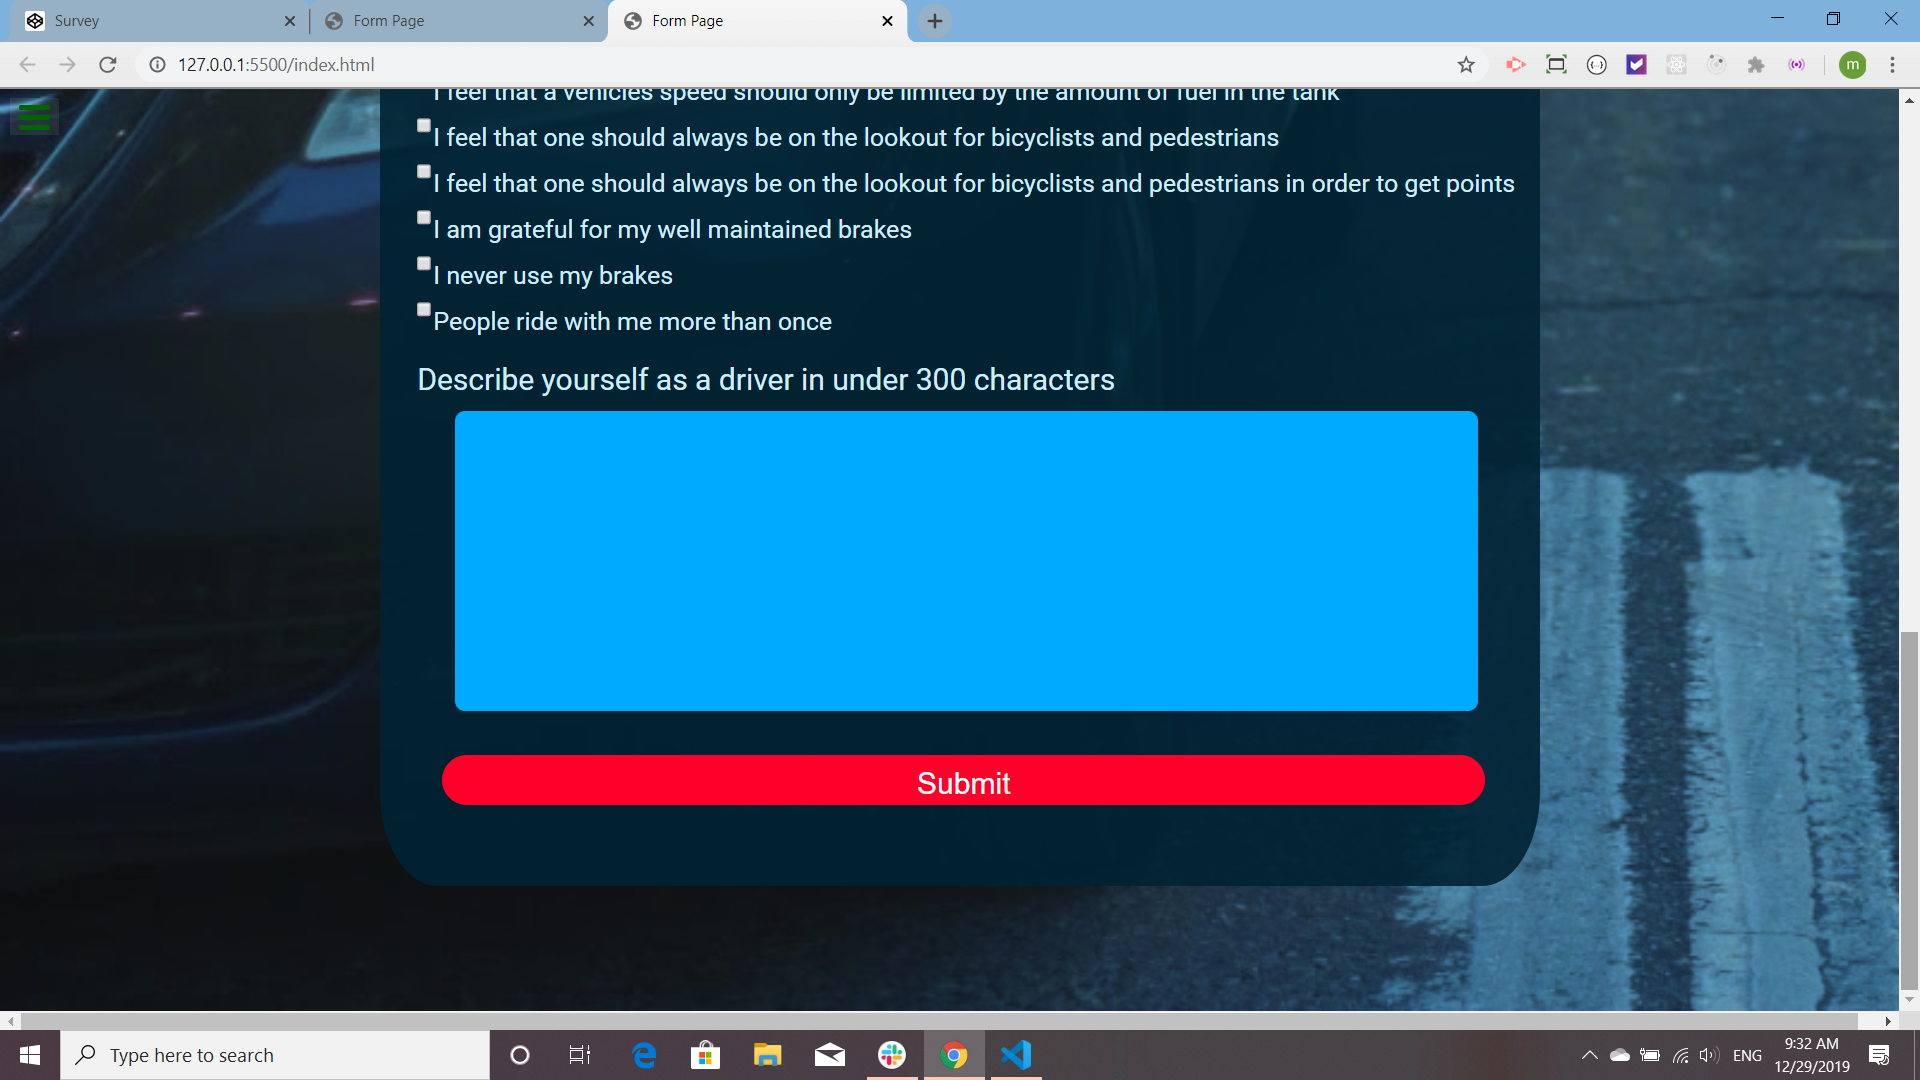 Survey
Form Page
Form Page
127.0.0.1:5500/index.html
m
I feel that a vehicles speed should only be limited by the amount of fuel in the tank
I feel that one should always be on the lookout for bicyclists and pedestrians
I feel that one should always be on the lookout for bicyclists and pedestrians in order to get points
I am grateful for my well maintained brakes
I never use my brakes
People ride with me more than once
Describe yourself as a driver in under 300 characters
Submit
Type here to search
ENG
9:32 AM
12/29/2019